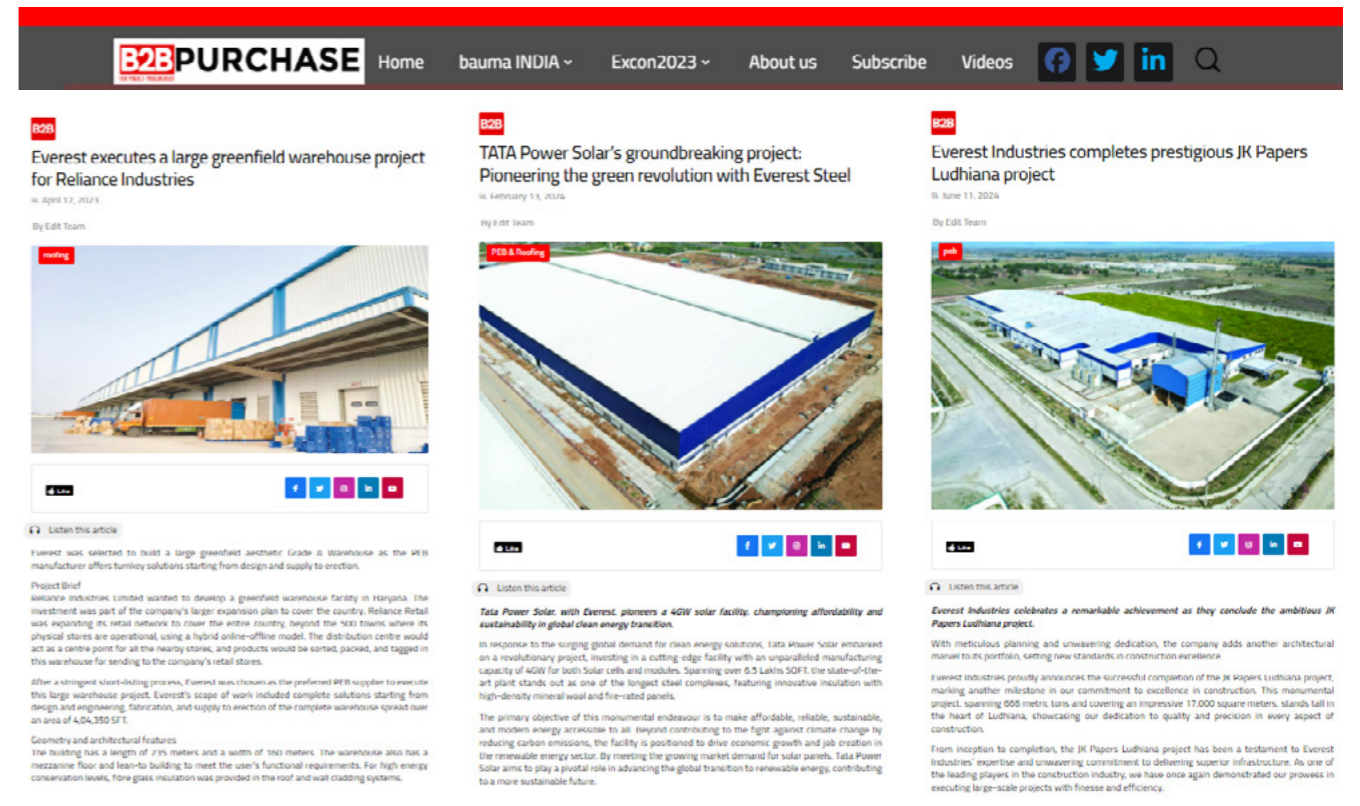 B2BPURCHASE
Home
bauma INDIA
Excon2023
About us
Subscribe
Videos
B2B
Everest executes a large greenfield warehouse project
for Reliance Industries
April 17, 2023
By Edit Team
roofing
Like
Listen this article
Everest was selected to build a large greenfield aesthetic Grade A Warehouse as the PEB
manufacturer offers turnkey solutions starting from design and supply to erection.
Project Brief
Reliance Industries Limited wanted to develop a greenfield warehouse facility in Haryana. The
investment was part of the company's larger expansion plan to cover the country. Reliance Retail
was expanding its retail network to cover the entire country, beyond the 500 towns where its
physical stores are operational, using a hybrid online-offline model. The distribution centre would
act as a centre point for all the nearby stores, and products would be sorted, packed, and tagged in
this warehouse for sending to the company's retail stores.
After a stringent short-listing process, Everest was chosen as the preferred PEB supplier to execute
this large warehouse project. Everest's scope of work included complete solutions starting from
design and engineering, fabrication, and supply to erection of the complete warehouse spread over
an area of 4,04,350 SFT.
Geometry and architectural features
The building has a length of 235 meters and a width of 160 meters. The warehouse also has a
mezzanine floor and lean-to building to meet the user's functional requirements. For high energy
conservation levels, fibre glass insulation was provided in the roof and wall cladding systems.
B2B
TATA Power Solar's groundbreaking project:
Pioneering the green revolution with Everest Steel
February 13, 2024
By Edit Team
PEB & Roofing
Like
Listen this article
Tata Power Solar, with Everest, pioneers a 4GW solar facility, championing affordability and
sustainability in global clean energy transition.
In response to the surging global demand for clean energy solutions, Tata Power Solar embarked
on a revolutionary project, investing in a cutting-edge facility with an unparalleled manufacturing
capacity of 4GW for both Solar cells and modules. Spanning over 6.5 Lakhs SQFT, the state-of-the-
art plant stands out as one of the longest steel complexes, featuring innovative insulation with
high-density mineral wool and fire-rated panels.
The primary objective of this monumental endeavour is to make affordable, reliable, sustainable,
and modern energy accessible to all. Beyond contributing to the fight against climate change by
reducing carbon emissions, the facility is positioned to drive economic growth and job creation in
the renewable energy sector. By meeting the growing market demand for solar panels, Tata Power
Solar aims to play a pivotal role in advancing the global transition to renewable energy, contributing
to a more sustainable future.
B2B
Everest Industries completes prestigious JK Papers
Ludhiana project
June 11, 2024
By Edit Team
peb
Like
Listen this article
Everest Industries celebrates a remarkable achievement as they conclude the ambitious JK
Papers Ludhiana project.
With meticulous planning and unwavering dedication, the company adds another architectural
marvel to its portfolio, setting new standards in construction excellence.
Everest Industries proudly announces the successful completion of the JK Papers Ludhiana project,
marking another milestone in our commitment to excellence in construction. This monumental
project, spanning 666 metric tons and covering an impressive 17,000 square meters, stands tall in
the heart of Ludhiana, showcasing our dedication to quality and precision in every aspect of
construction.
From inception to completion, the JK Papers Ludhiana project has been a testament to Everest
Industries' expertise and unwavering commitment to delivering superior infrastructure. As one of
the leading players in the construction industry, we have once again demonstrated our prowess in
executing large-scale projects with finesse and efficiency.